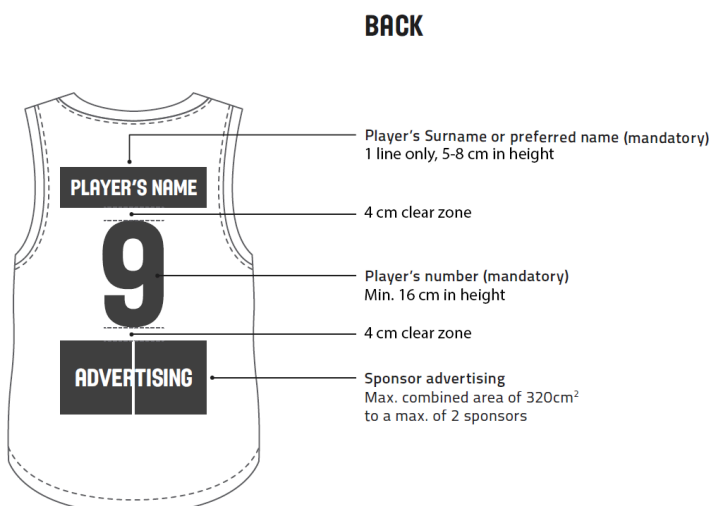 BACK
Player's Surname or preferred name (mandatory)
1 line only, 5-8 cm in height
PLAYER'S NAME
4 cm clear zone
9
Player's number (mandatory)
Min. 16 cm in height
4 cm clear zone
ADVERTISING
Sponsor advertising
Max. combined area of 320cm²
to a max. of 2 sponsors